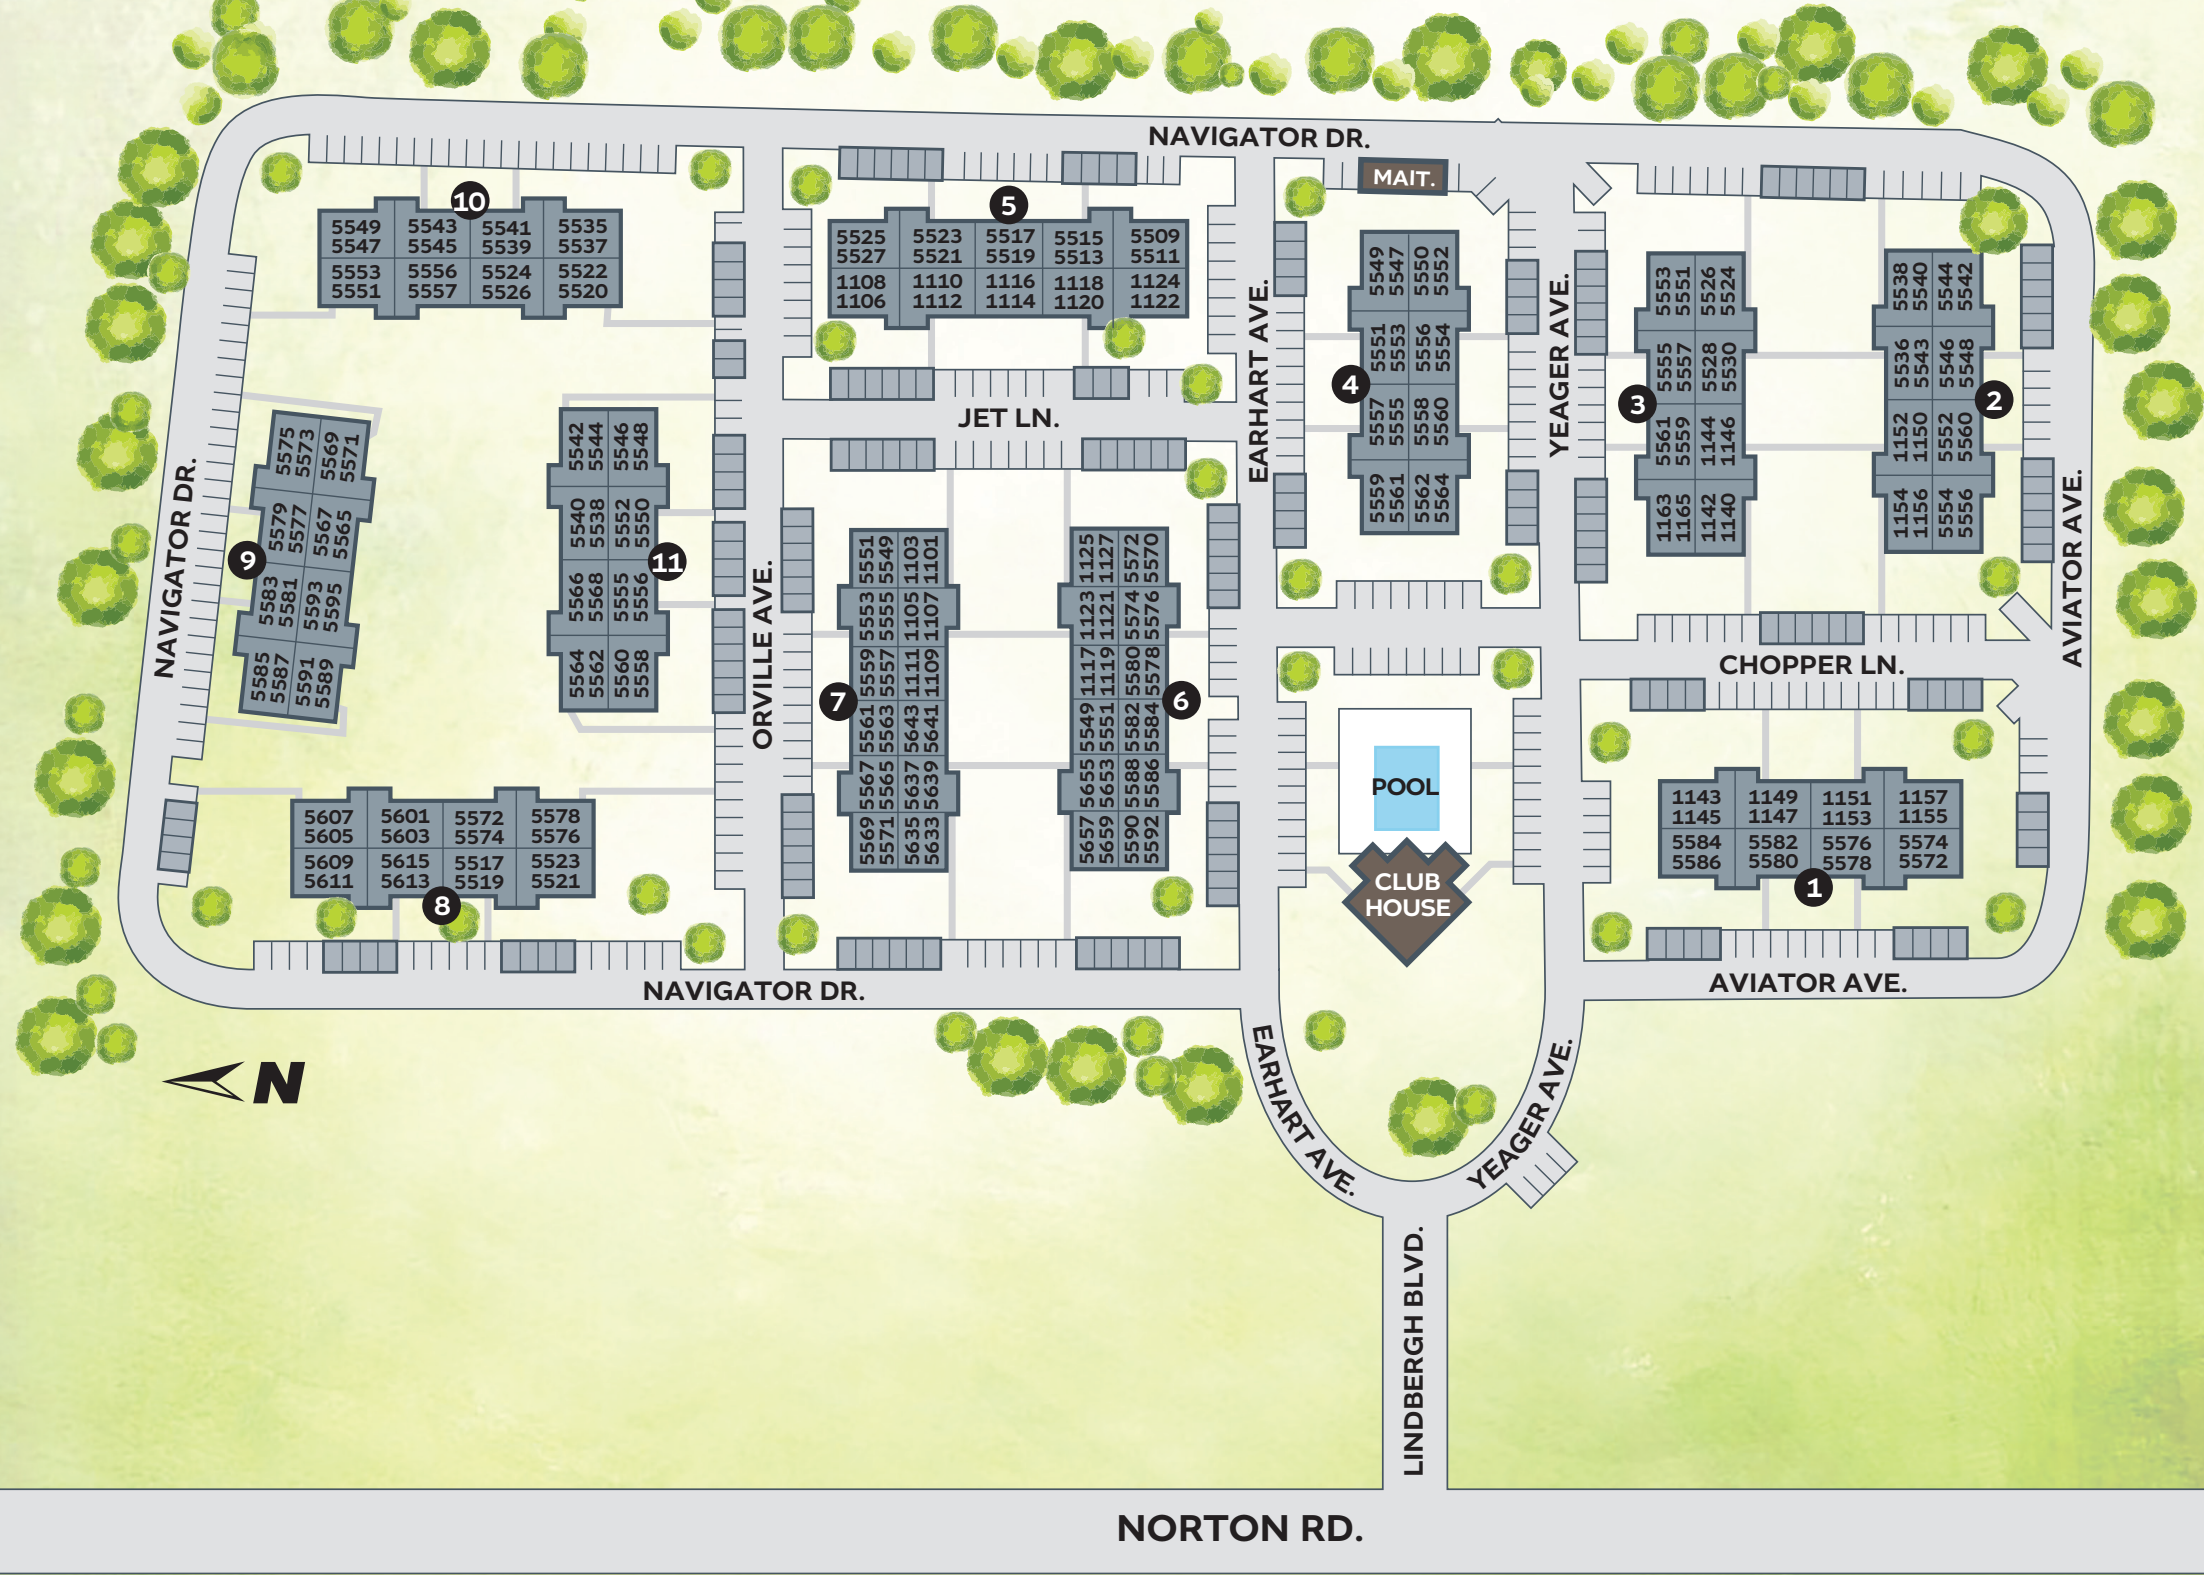 NAVIGATOR DR.
MAIT.
10
5549 5543 5541 5535
5547 5545 5539 5537
5553 5556 5524 5522
5551 5557 5526 5520
5
5525 5523 5517 5515 5509
5527 5521 5519 5513 5511
1108 1110 1116 1118 1124
1106 1112 1114 1120 1122
JET LN.
EARHART AVE.
4
5549 5547 5550 5552
5551 5553 5556 5554
5557 5555 5558 5560
5559 5561 5562 5564
YEAGER AVE.
3
5553 5551 5526 5524
5555 5557 5528 5530
5561 5559 1144 1146
1163 1165 1142 1140
2
5538 5540 5544 5542
5536 5543 5546 5548
1152 1150 5552 5560
1154 1156 5554 5556
AVIATOR AVE.
CHOPPER LN.
NAVIGATOR DR.
9
5575 5573 5569 5571
5579 5577 5567 5565
5583 5581 5593 5595
5585 5587 5591 5589
11
5542 5544 5546 5548
5540 5538 5552 5550
5566 5568 5555 5556
5564 5562 5560 5558
ORVILLE AVE.
7
5551 5549 1103 1101
5553 5555 1105 1107
5559 5557 1111 1109
5561 5563 5643 5641
5567 5565 5637 5639
5569 5571 5635 5633
6
1125 1127 5572 5570
1123 1121 5574 5576
1117 1119 5580 5578
5549 5551 5582 5584
5655 5653 5588 5586
5657 5659 5590 5592
POOL
CLUB
HOUSE
8
5607 5601 5572 5578
5605 5603 5574 5576
5609 5615 5517 5523
5611 5613 5519 5521
1
1143 1149 1151 1157
1145 1147 1153 1155
5584 5582 5576 5574
5586 5580 5578 5572
NAVIGATOR DR.
AVIATOR AVE.
N
EARHART AVE.
YEAGER AVE.
LINDBERGH BLVD.
NORTON RD.